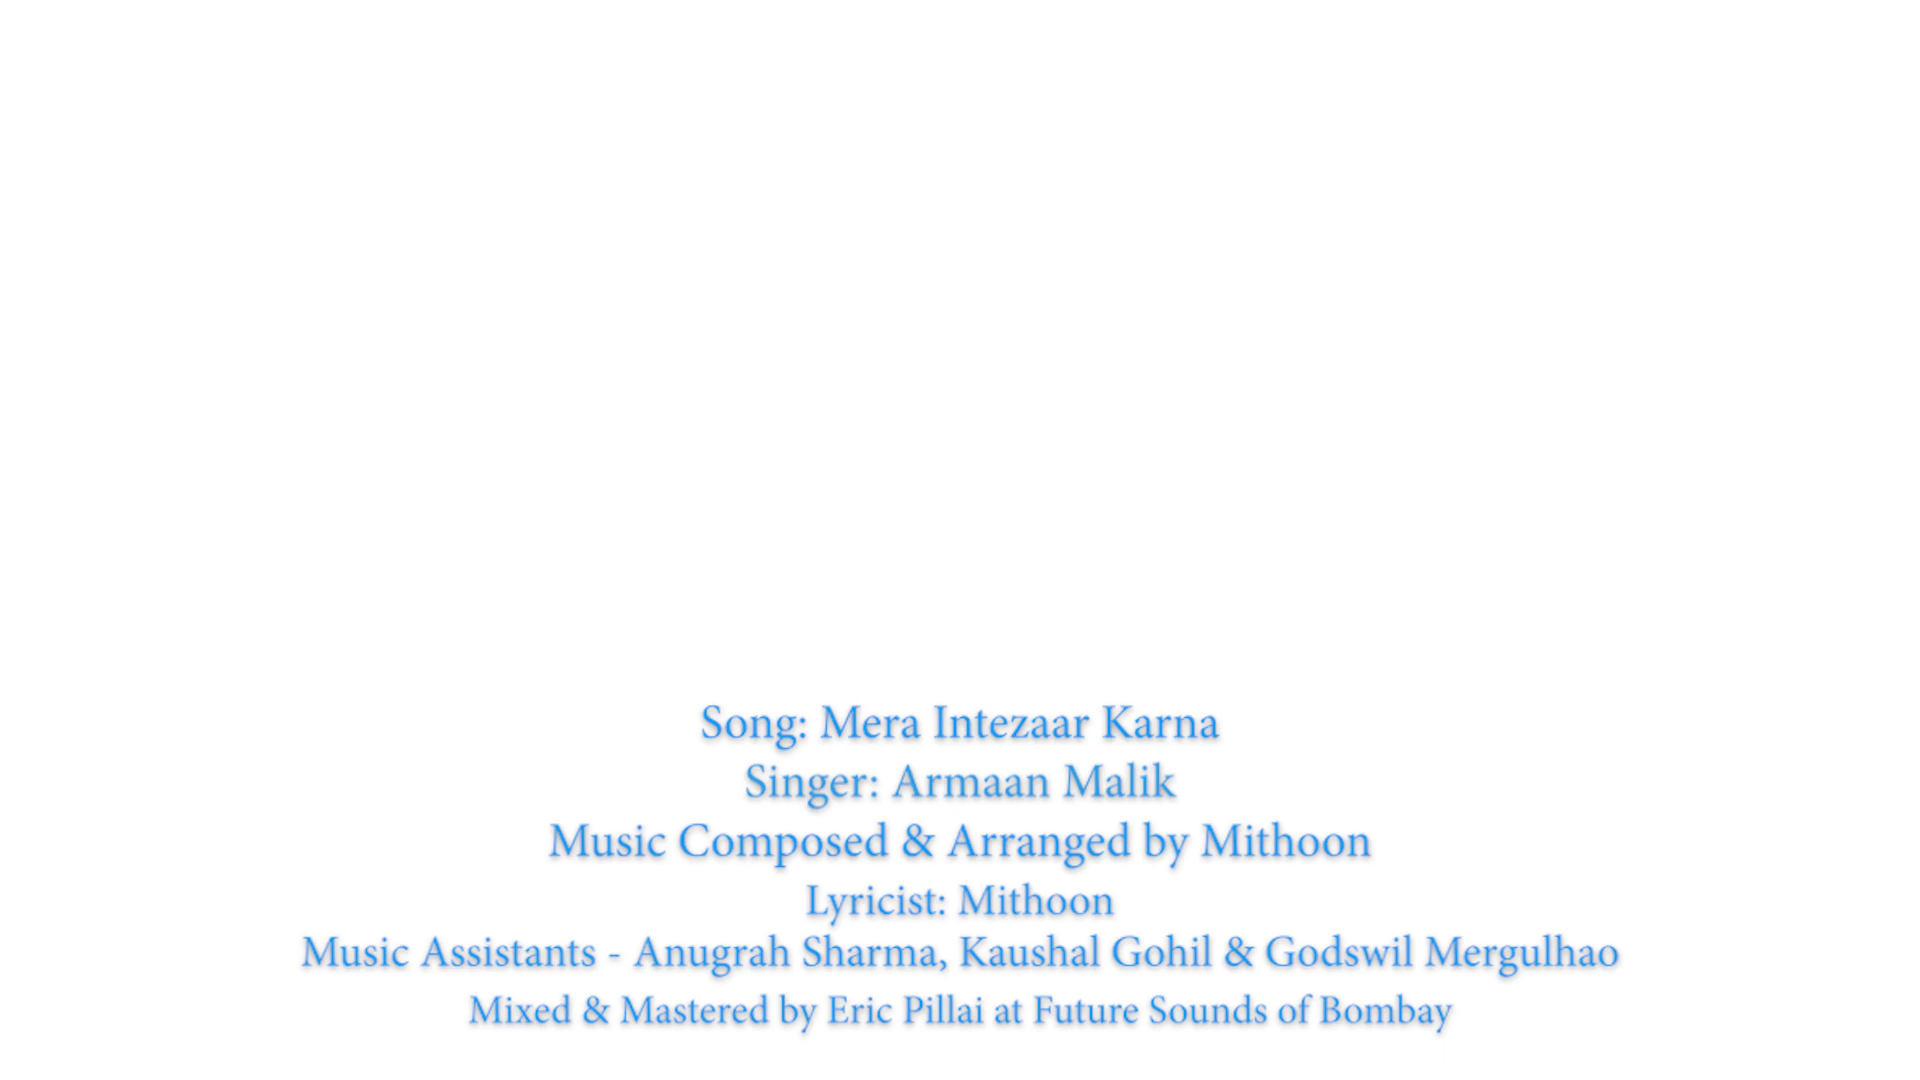 Song: Mera Intezaar Karna
Singer: Armaan Malik
Music Composed & Arranged by Mithoon
Lyricist: Mithoon
Music Assistants - Anugrah Sharma, Kaushal Gohil & Godswil Mergulhao
Mixed & Mastered by Eric Pillai at Future Sounds of Bombay